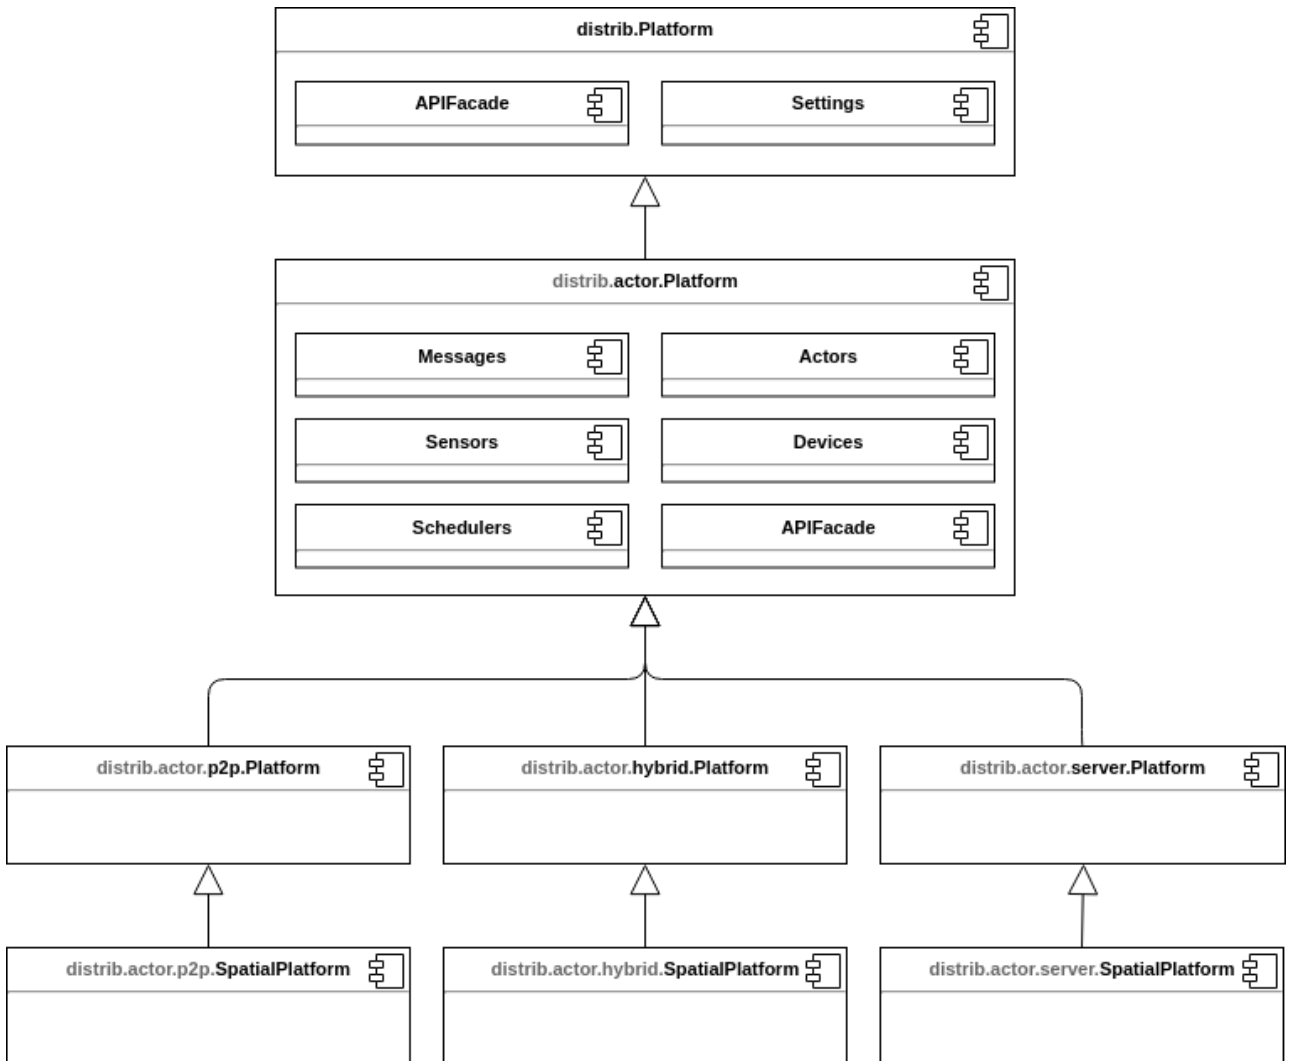 distrib.Platform
APIFacade
Settings
distrib.actor.Platform
Messages
Actors
Sensors
Devices
Schedulers
APIFacade
distrib.actor.p2p.Platform
distrib.actor.hybrid.Platform
distrib.actor.server.Platform
distrib.actor.p2p.SpatialPlatform
distrib.actor.hybrid.SpatialPlatform
distrib.actor.server.SpatialPlatform